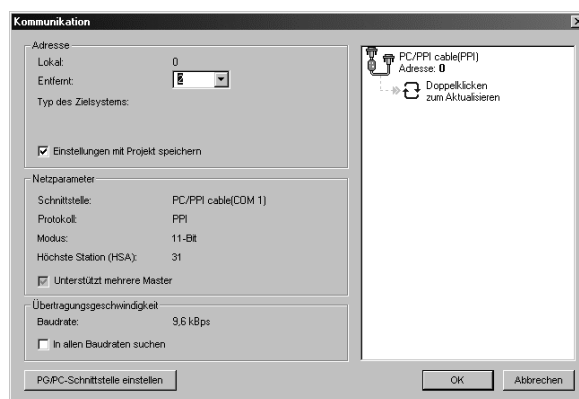 Kommunikation
Adresse
Lokal: 0
Entfernt: 2
Typ des Zielsystems:
Einstellungen mit Projekt speichern
Netzparameter
Schnittstelle: PC/PPI cable(COM 1)
Protokoll: PPI
Modus: 11-Bit
Höchste Station (HSA): 31
Unterstützt mehrere Master
Übertragungsgeschwindigkeit
Baudrate: 9,6 kBps
In allen Baudraten suchen
PG/PC-Schnittstelle einstellen
PC/PPI cable(PPI)
Adresse: 0
Doppelklicken
zum Aktualisieren
OK
Abbrechen